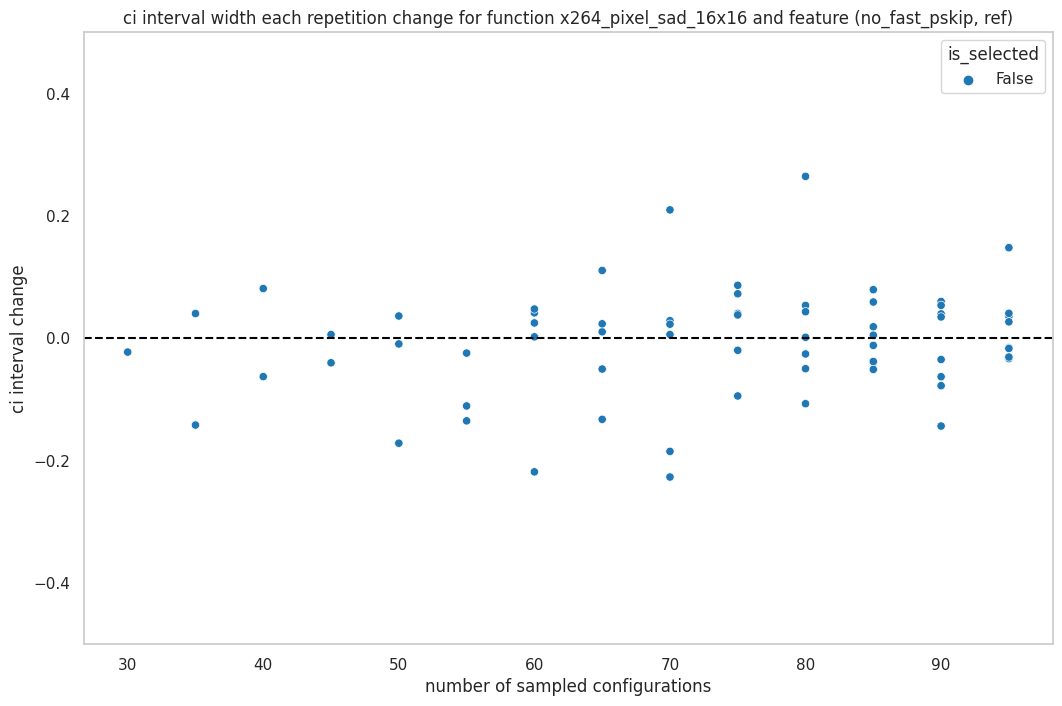 ci interval width each repetition change for function x264_pixel_sad_16x16 and feature (no_fast_pskip, ref)
is_selected
False
ci interval change
0.4
0.2
0.0
−0.2
−0.4
30 40 50 60 70 80 90
number of sampled configurations